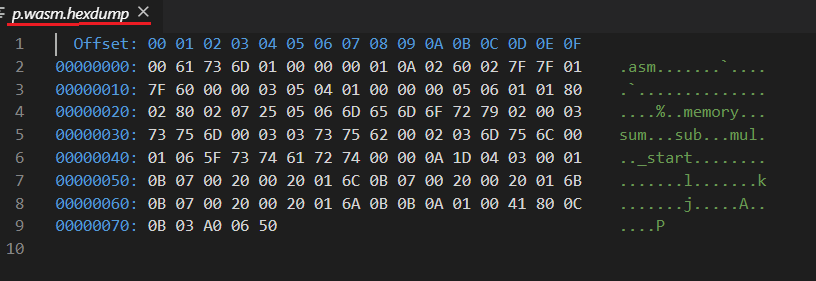 p.wasm.hexdump ×
1 Offset: 00 01 02 03 04 05 06 07 08 09 0A 0B 0C 0D 0E 0F
2 00000000: 00 61 73 6D 01 00 00 00 01 0A 02 60 02 7F 7F 01 .asm.......`....
3 00000010: 7F 60 00 00 03 05 04 01 00 00 00 05 06 01 01 80 .`..............
4 00000020: 02 80 02 07 25 05 06 6D 65 6D 6F 72 79 02 00 03 ....%..memory...
5 00000030: 73 75 6D 00 03 03 73 75 62 00 02 03 6D 75 6C 00 sum...sub...mul.
6 00000040: 01 06 5F 73 74 61 72 74 00 00 0A 1D 04 03 00 01 .._start........
7 00000050: 0B 07 00 20 00 20 01 6C 0B 07 00 20 00 20 01 6B .......l.......k
8 00000060: 0B 07 00 20 00 20 01 6A 0B 0B 0A 01 00 41 80 0C .......j.....A..
9 00000070: 0B 03 A0 06 50 ....P
10